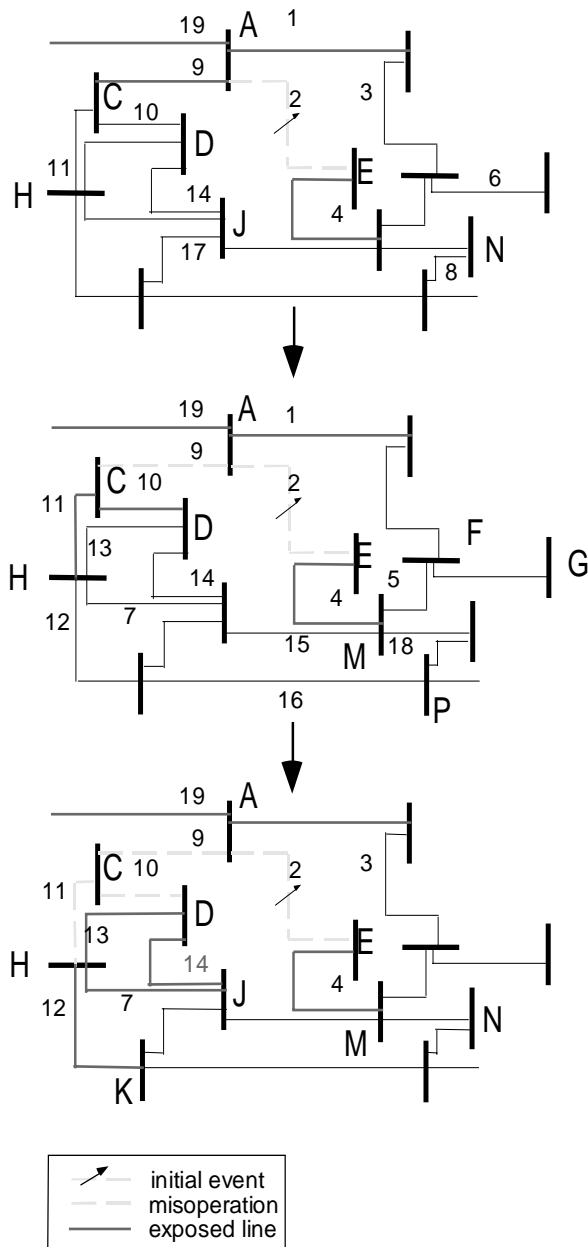 19 A 1
9
C 10 2 3
D
11 E
H 14 6
J 4
17 N
8
19 A 1
9
C 10 2
11 D
13 E F
H 14 5 G
12 7 4
15 M 18
16 P
19 A
9 3
C 10 2
11 D
13 E
H 14
12 7 J 4 N
M
K
initial event
misoperation
exposed line